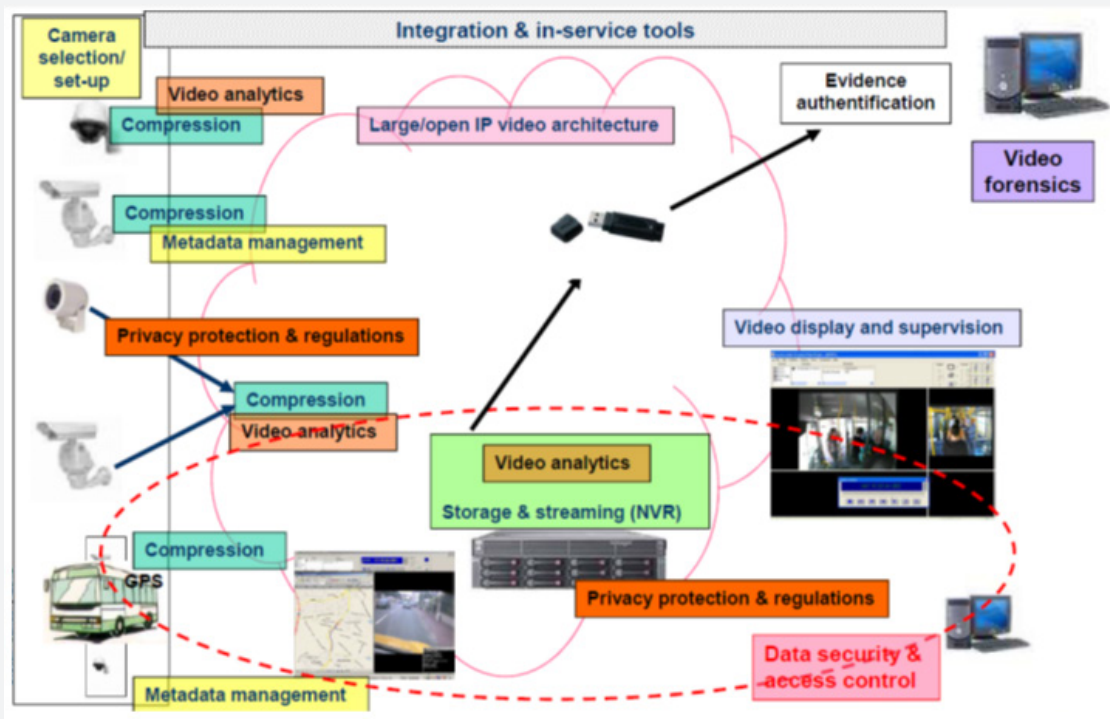 Integration & in-service tools
Camera
selection/
set-up
Video analytics
Compression
Large/open IP video architecture
Evidence
authentification
Video
forensics
Compression
Metadata management
Privacy protection & regulations
Video display and supervision
Compression
Video analytics
Video analytics
Storage & streaming (NVR)
Compression
GPS
Privacy protection & regulations
Data security &
access control
Metadata management